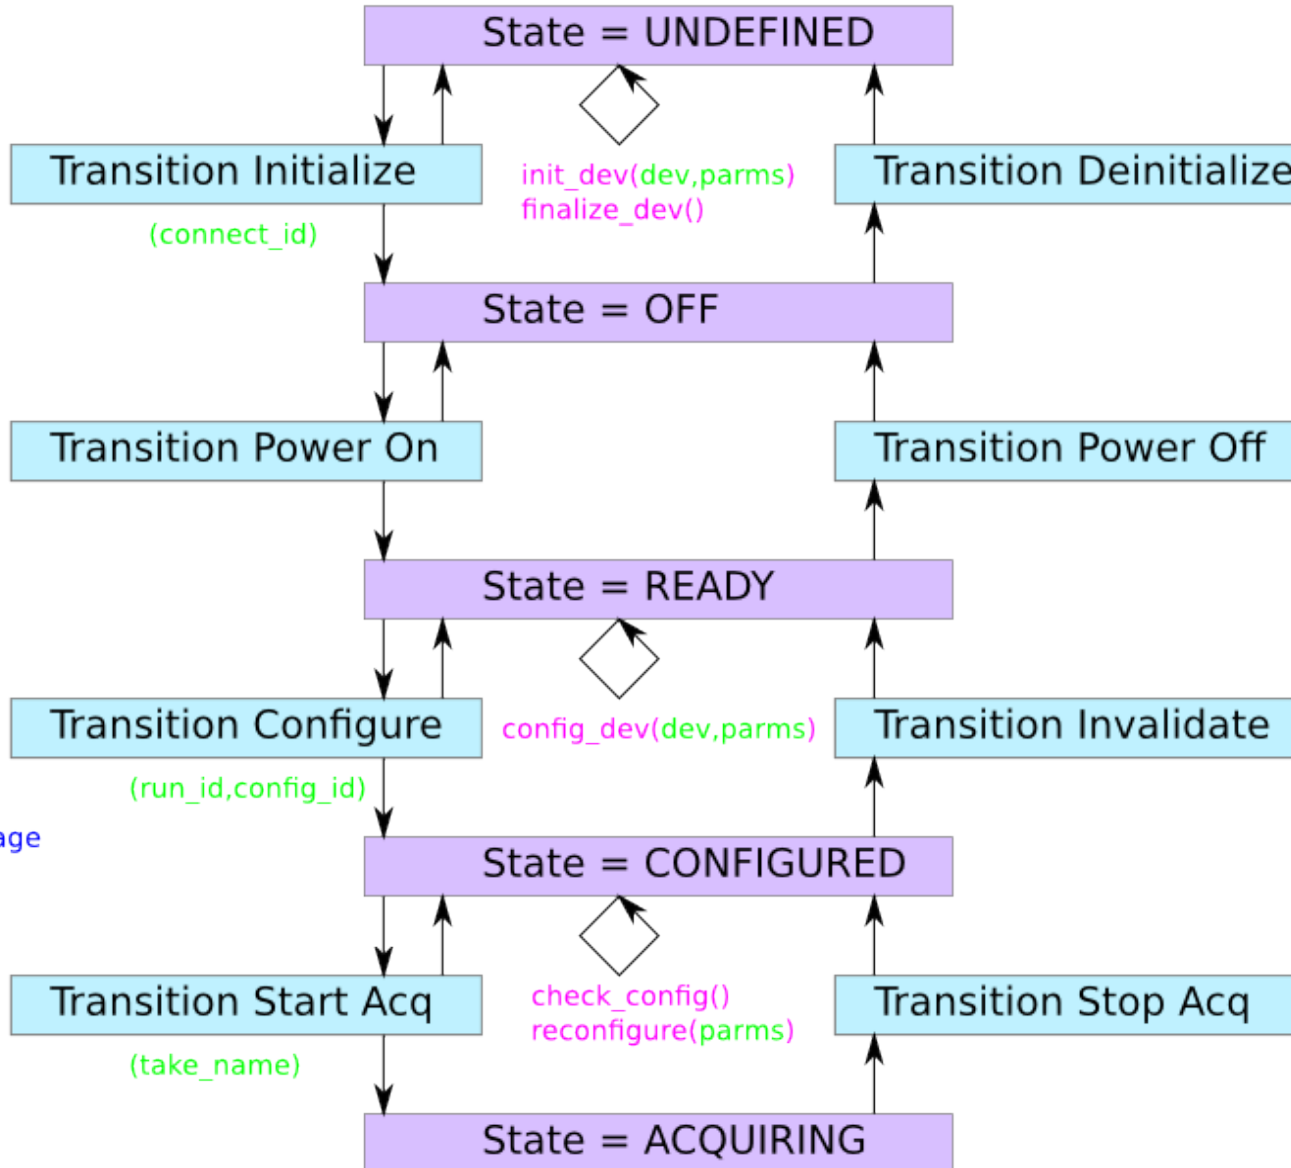 State = UNDEFINED
Transition Initialize
init_dev(dev,parms)
finalize_dev()
Transition Deinitialize
(connect_id)
State = OFF
Transition Power On
Transition Power Off
State = READY
Transition Configure
config_dev(dev,parms)
Transition Invalidate
(run_id,config_id)
age
State = CONFIGURED
Transition Start Acq
check_config()
reconfigure(parms)
Transition Stop Acq
(take_name)
State = ACQUIRING